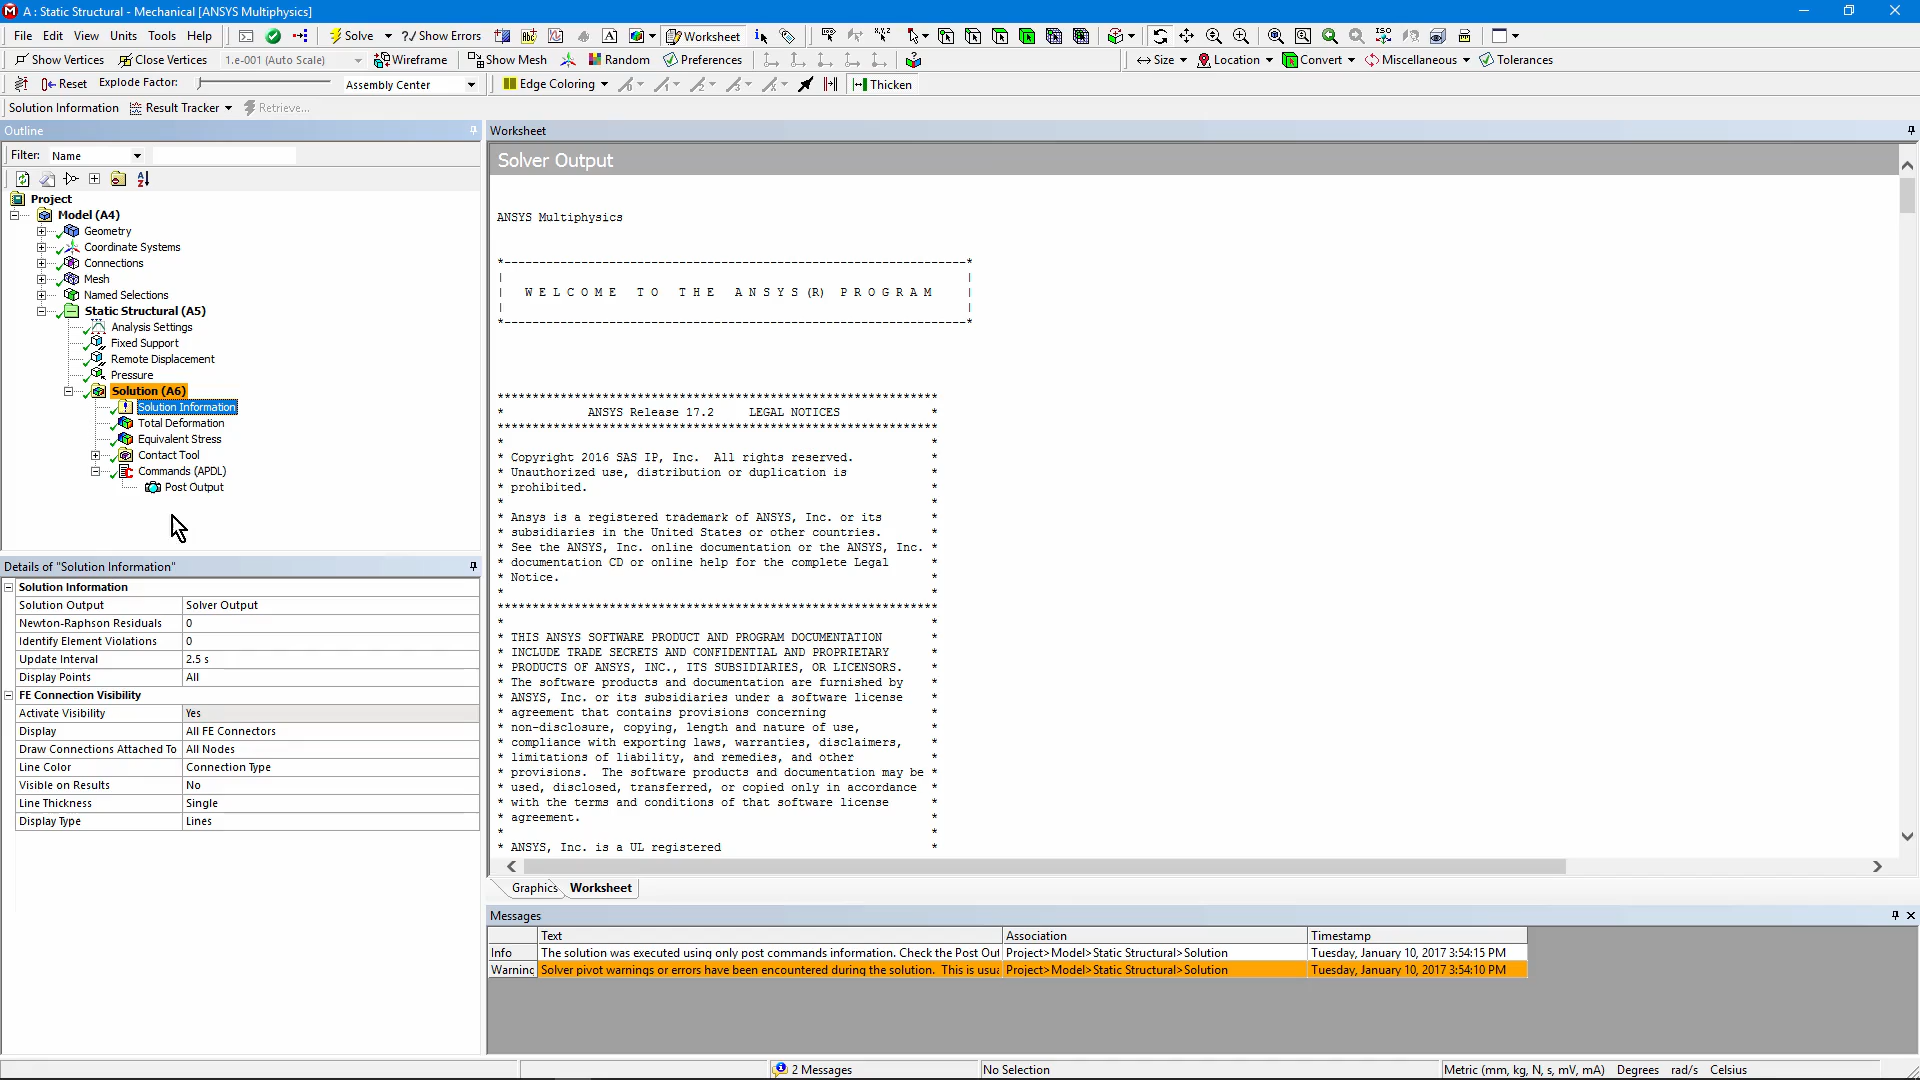 A : Static Structural - Mechanical [ANSYS Multiphysics]
File Edit View Units Tools Help Solve ?/Show Errors Worksheet
Show Vertices Close Vertices 1.e-001 (Auto Scale) Wireframe Show Mesh Random Preferences Size Location Convert Miscellaneous Tolerances
Reset Explode Factor: Assembly Center Edge Coloring Thicken
Solution Information Result Tracker Retrieve...
Outline
Filter: Name
Project
Model (A4)
Geometry
Coordinate Systems
Connections
Mesh
Named Selections
Static Structural (A5)
Analysis Settings
Fixed Support
Remote Displacement
Pressure
Solution (A6)
Solution Information
Total Deformation
Equivalent Stress
Contact Tool
Commands (APDL)
Post Output
Details of "Solution Information"
Solution Information
Solution Output Solver Output
Newton-Raphson Residuals 0
Identify Element Violations 0
Update Interval 2.5 s
Display Points All
FE Connection Visibility
Activate Visibility Yes
Display All FE Connectors
Draw Connections Attached To All Nodes
Line Color Connection Type
Visible on Results No
Line Thickness Single
Display Type Lines
Worksheet
Solver Output
ANSYS Multiphysics
*------------------------------------------------------------------*
|                                                                  |
|   W E L C O M E   T O   T H E   A N S Y S (R)   P R O G R A M     |
|                                                                  |
*------------------------------------------------------------------*
***************************************************************
*            ANSYS Release 17.2     LEGAL NOTICES             *
***************************************************************
*                                                             *
* Copyright 2016 SAS IP, Inc.  All rights reserved.           *
* Unauthorized use, distribution or duplication is            *
* prohibited.                                                 *
*                                                             *
* Ansys is a registered trademark of ANSYS, Inc. or its       *
* subsidiaries in the United States or other countries.       *
* See the ANSYS, Inc. online documentation or the ANSYS, Inc. *
* documentation CD or online help for the complete Legal      *
* Notice.                                                     *
*                                                             *
***************************************************************
*                                                             *
* THIS ANSYS SOFTWARE PRODUCT AND PROGRAM DOCUMENTATION       *
* INCLUDE TRADE SECRETS AND CONFIDENTIAL AND PROPRIETARY      *
* PRODUCTS OF ANSYS, INC., ITS SUBSIDIARIES, OR LICENSORS.    *
* The software products and documentation are furnished by    *
* ANSYS, Inc. or its subsidiaries under a software license    *
* agreement that contains provisions concerning               *
* non-disclosure, copying, length and nature of use,          *
* compliance with exporting laws, warranties, disclaimers,    *
* limitations of liability, and remedies, and other           *
* provisions.  The software products and documentation may be *
* used, disclosed, transferred, or copied only in accordance  *
* with the terms and conditions of that software license      *
* agreement.                                                  *
*                                                             *
* ANSYS, Inc. is a UL registered                              *
Graphics Worksheet
Messages
Text Association Timestamp
Info The solution was executed using only post commands information. Check the Post Out Project>Model>Static Structural>Solution Tuesday, January 10, 2017 3:54:15 PM
Warning Solver pivot warnings or errors have been encountered during the solution. This is usua Project>Model>Static Structural>Solution Tuesday, January 10, 2017 3:54:10 PM
2 Messages No Selection Metric (mm, kg, N, s, mV, mA) Degrees rad/s Celsius